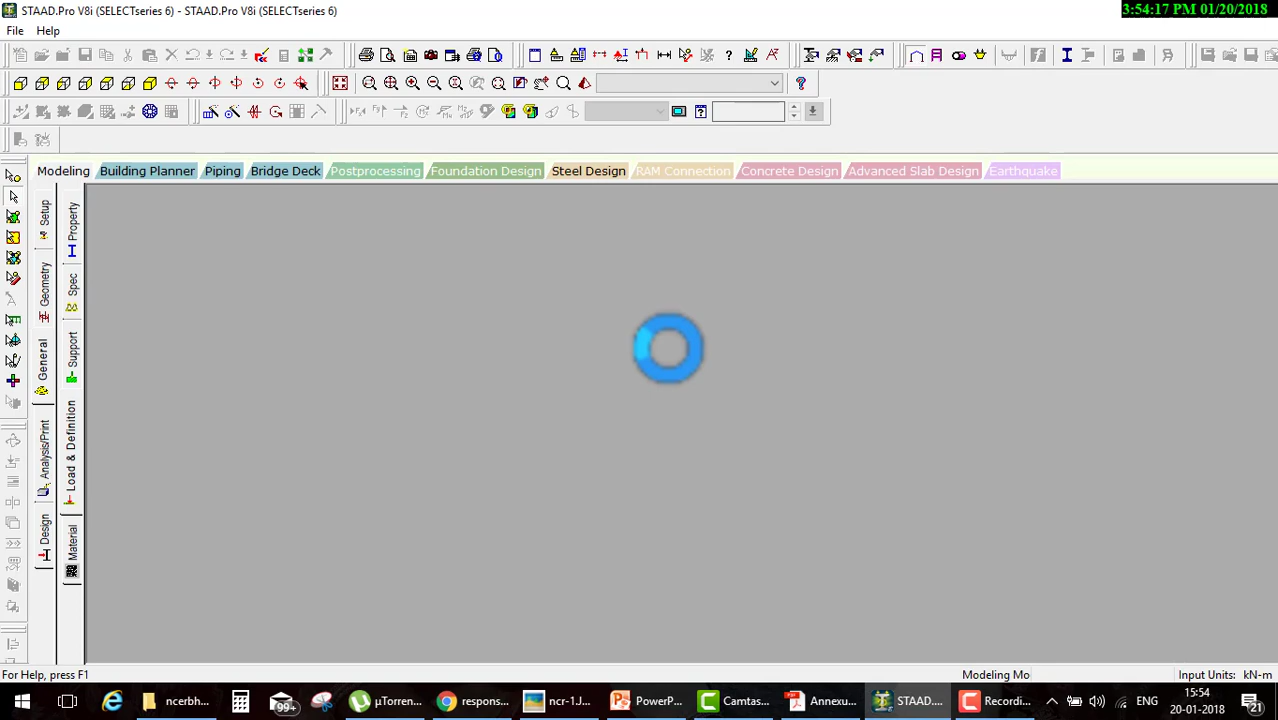 STAAD.Pro V8i (SELECTseries 6) - STAAD.Pro V8i (SELECTseries 6)
3:54:17 PM 01/20/2018
File Help
Modeling Building Planner Piping Bridge Deck Postprocessing Foundation Design Steel Design RAM Connection Concrete Design Advanced Slab Design Earthquake
Setup
Geometry
General
Analysis/Print
Design
Property
Spec
Support
Load & Definition
Material
For Help, press F1
Modeling Mo
Input Units: kN-m
ncerbh...
99+
µTorren...
respons...
ncr-1.J...
PowerP...
Camtas...
Annexu...
STAAD....
Recordi...
ENG
15:54
20-01-2018
21